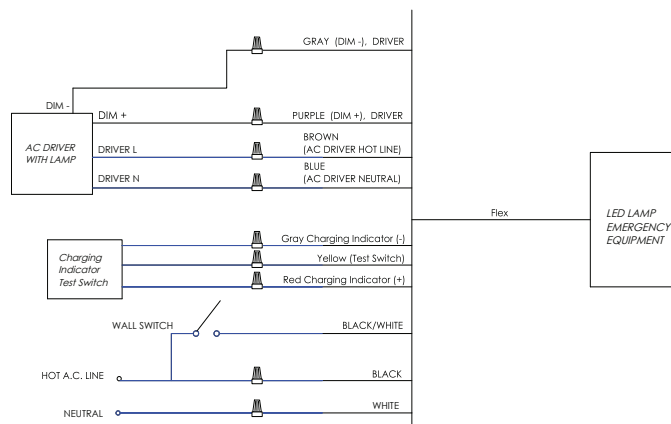 GRAY (DIM -), DRIVER
DIM -
DIM +
PURPLE (DIM +), DRIVER
AC DRIVER
WITH LAMP
DRIVER L
BROWN
(AC DRIVER HOT LINE)
DRIVER N
BLUE
(AC DRIVER NEUTRAL)
Flex
LED LAMP
EMERGENCY
EQUIPMENT
Charging
Indicator
Test Switch
Gray Charging Indicator (-)
Yellow (Test Switch)
Red Charging Indicator (+)
WALL SWITCH
BLACK/WHITE
HOT A.C. LINE
BLACK
NEUTRAL
WHITE